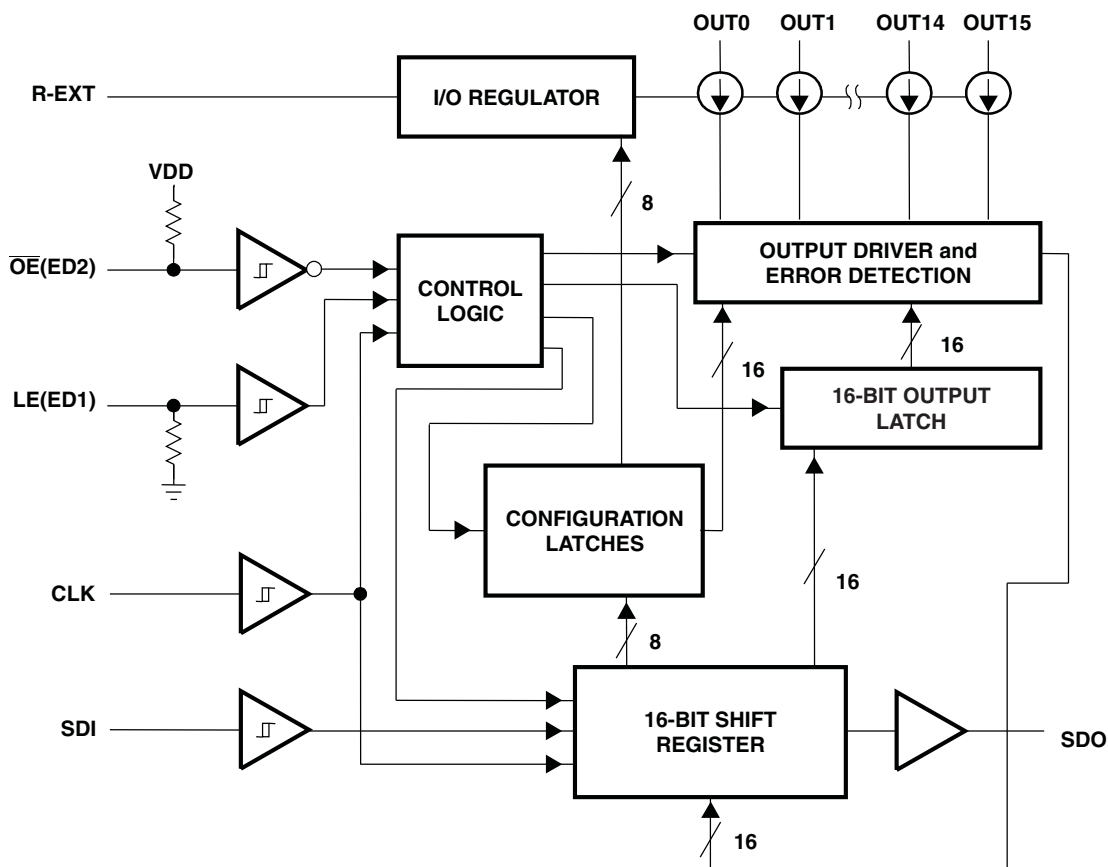 OUT0 OUT1 OUT14 OUT15
R-EXT
I/O REGULATOR
VDD
8
OE(ED2)
CONTROL
LOGIC
OUTPUT DRIVER and
ERROR DETECTION
16
16
LE(ED1)
16-BIT OUTPUT
LATCH
CONFIGURATION
LATCHES
CLK
16
8
SDI
16-BIT SHIFT
REGISTER
SDO
16